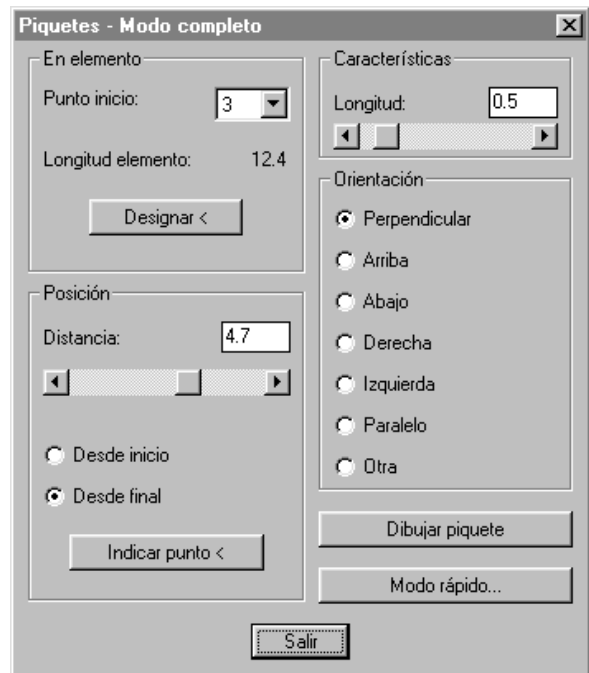 Piquetes - Modo completo
En elemento
Punto inicio: 3
Longitud elemento: 12.4
Designar <
Posición
Distancia: 4.7
Desde inicio
Desde final
Indicar punto <
Características
Longitud: 0.5
Orientación
Perpendicular
Arriba
Abajo
Derecha
Izquierda
Paralelo
Otra
Dibujar piquete
Modo rápido...
Salir